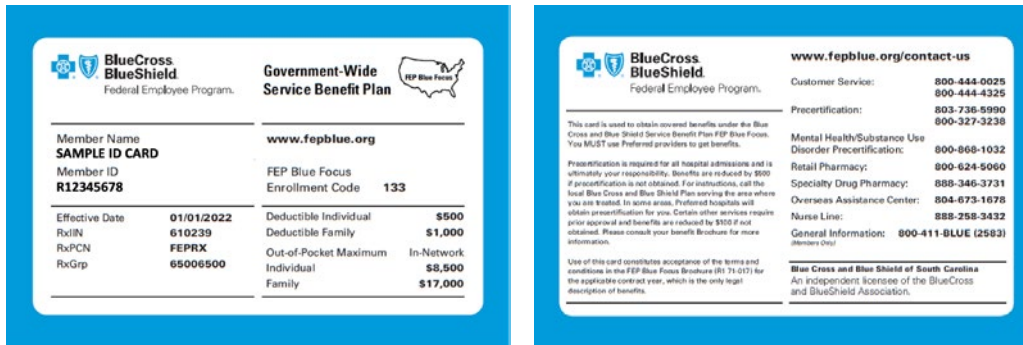 BlueCross
BlueShield
Federal Employee Program.
Government-Wide
Service Benefit Plan
FEP Blue Focus
Member Name
SAMPLE ID CARD
Member ID
R12345678
www.fepblue.org
FEP Blue Focus
Enrollment Code 133
Effective Date 01/01/2022
RxIIN 610239
RxPCN FEPRX
RxGrp 65006500
Deductible Individual $500
Deductible Family $1,000
Out-of-Pocket Maximum In-Network
Individual $8,500
Family $17,000
BlueCross
BlueShield
Federal Employee Program.
This card is used to obtain covered benefits under the Blue
Cross and Blue Shield Service Benefit Plan FEP Blue Focus.
You MUST use Preferred providers to get benefits.
Precertification is required for all hospital admissions and is
ultimately your responsibility. Benefits are reduced by $500
if precertification is not obtained. For instructions, call the
local Blue Cross and Blue Shield Plan serving the area where
you are treated. In some areas, Preferred hospitals will
obtain precertification for you. Certain other services require
prior approval and benefits are reduced by $100 if not
obtained. Please consult your benefit Brochure for more
information.
Use of this card constitutes acceptance of the terms and
conditions in the FEP Blue Focus Brochure (R1 71-017) for
the applicable contract year, which is the only legal
description of benefits.
www.fepblue.org/contact-us
Customer Service: 800-444-0025
800-444-4325
Precertification: 803-736-5990
800-327-3238
Mental Health/Substance Use
Disorder Precertification: 800-868-1032
Retail Pharmacy: 800-624-5060
Specialty Drug Pharmacy: 888-346-3731
Overseas Assistance Center: 804-673-1678
Nurse Line: 888-258-3432
General Information: 800-411-BLUE (2583)
(Members Only)
Blue Cross and Blue Shield of South Carolina
An independent licensee of the BlueCross
and BlueShield Association.